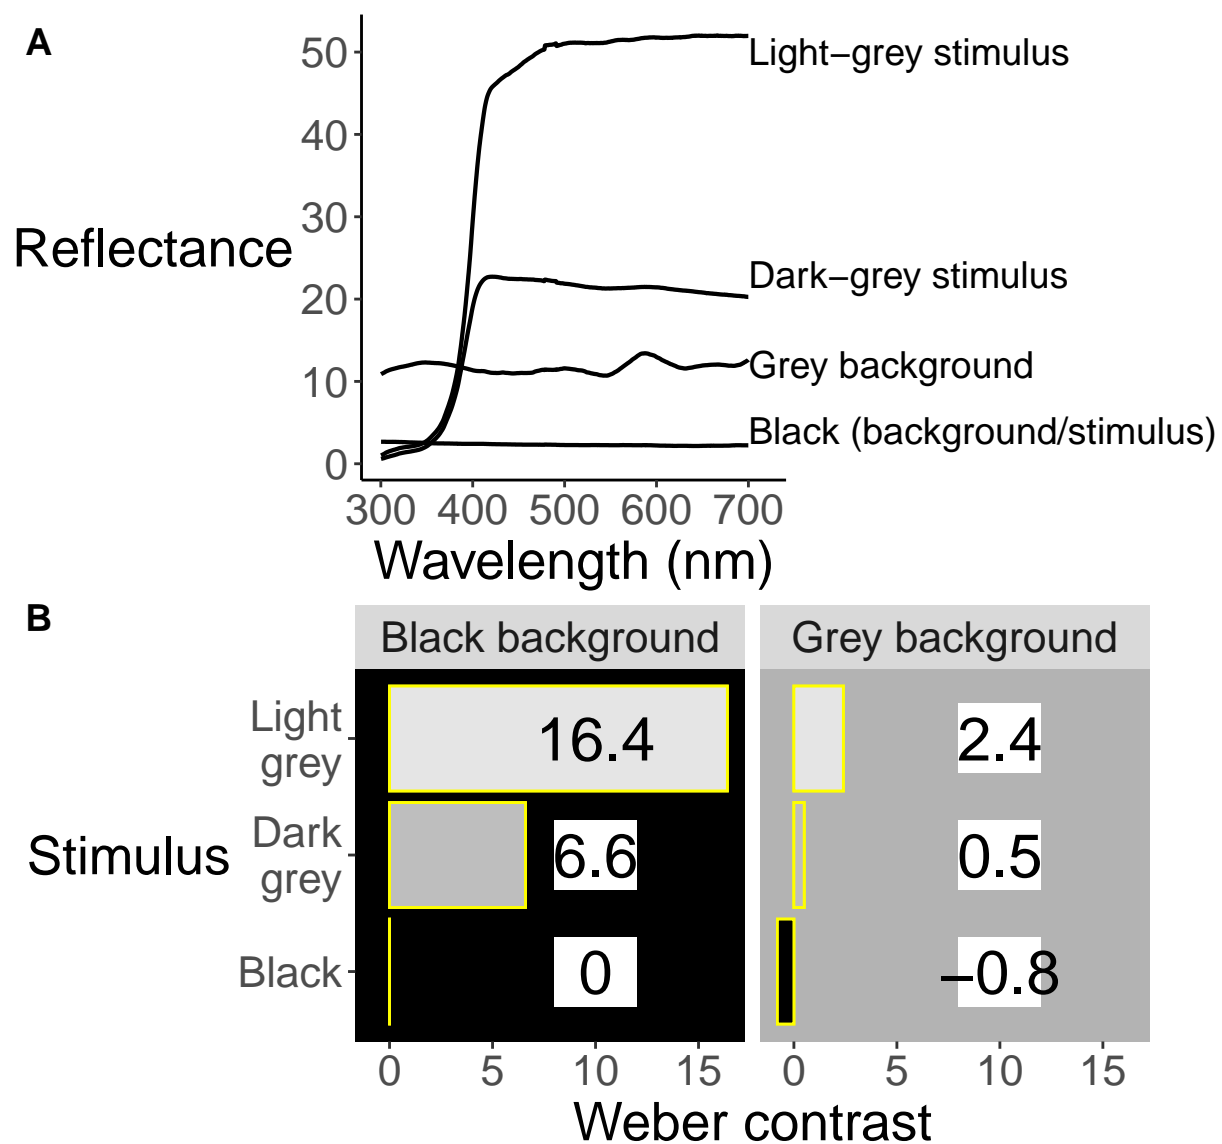 A
50
40
30
20
10
0
Reflectance
Light−grey stimulus
Dark−grey stimulus
Grey background
Black (background/stimulus)
300 400 500 600 700
Wavelength (nm)
B
Black background
Grey background
Stimulus
Light
grey
Dark
grey
Black
16.4
6.6
0
2.4
0.5
−0.8
0 5 10 15
0 5 10 15
Weber contrast